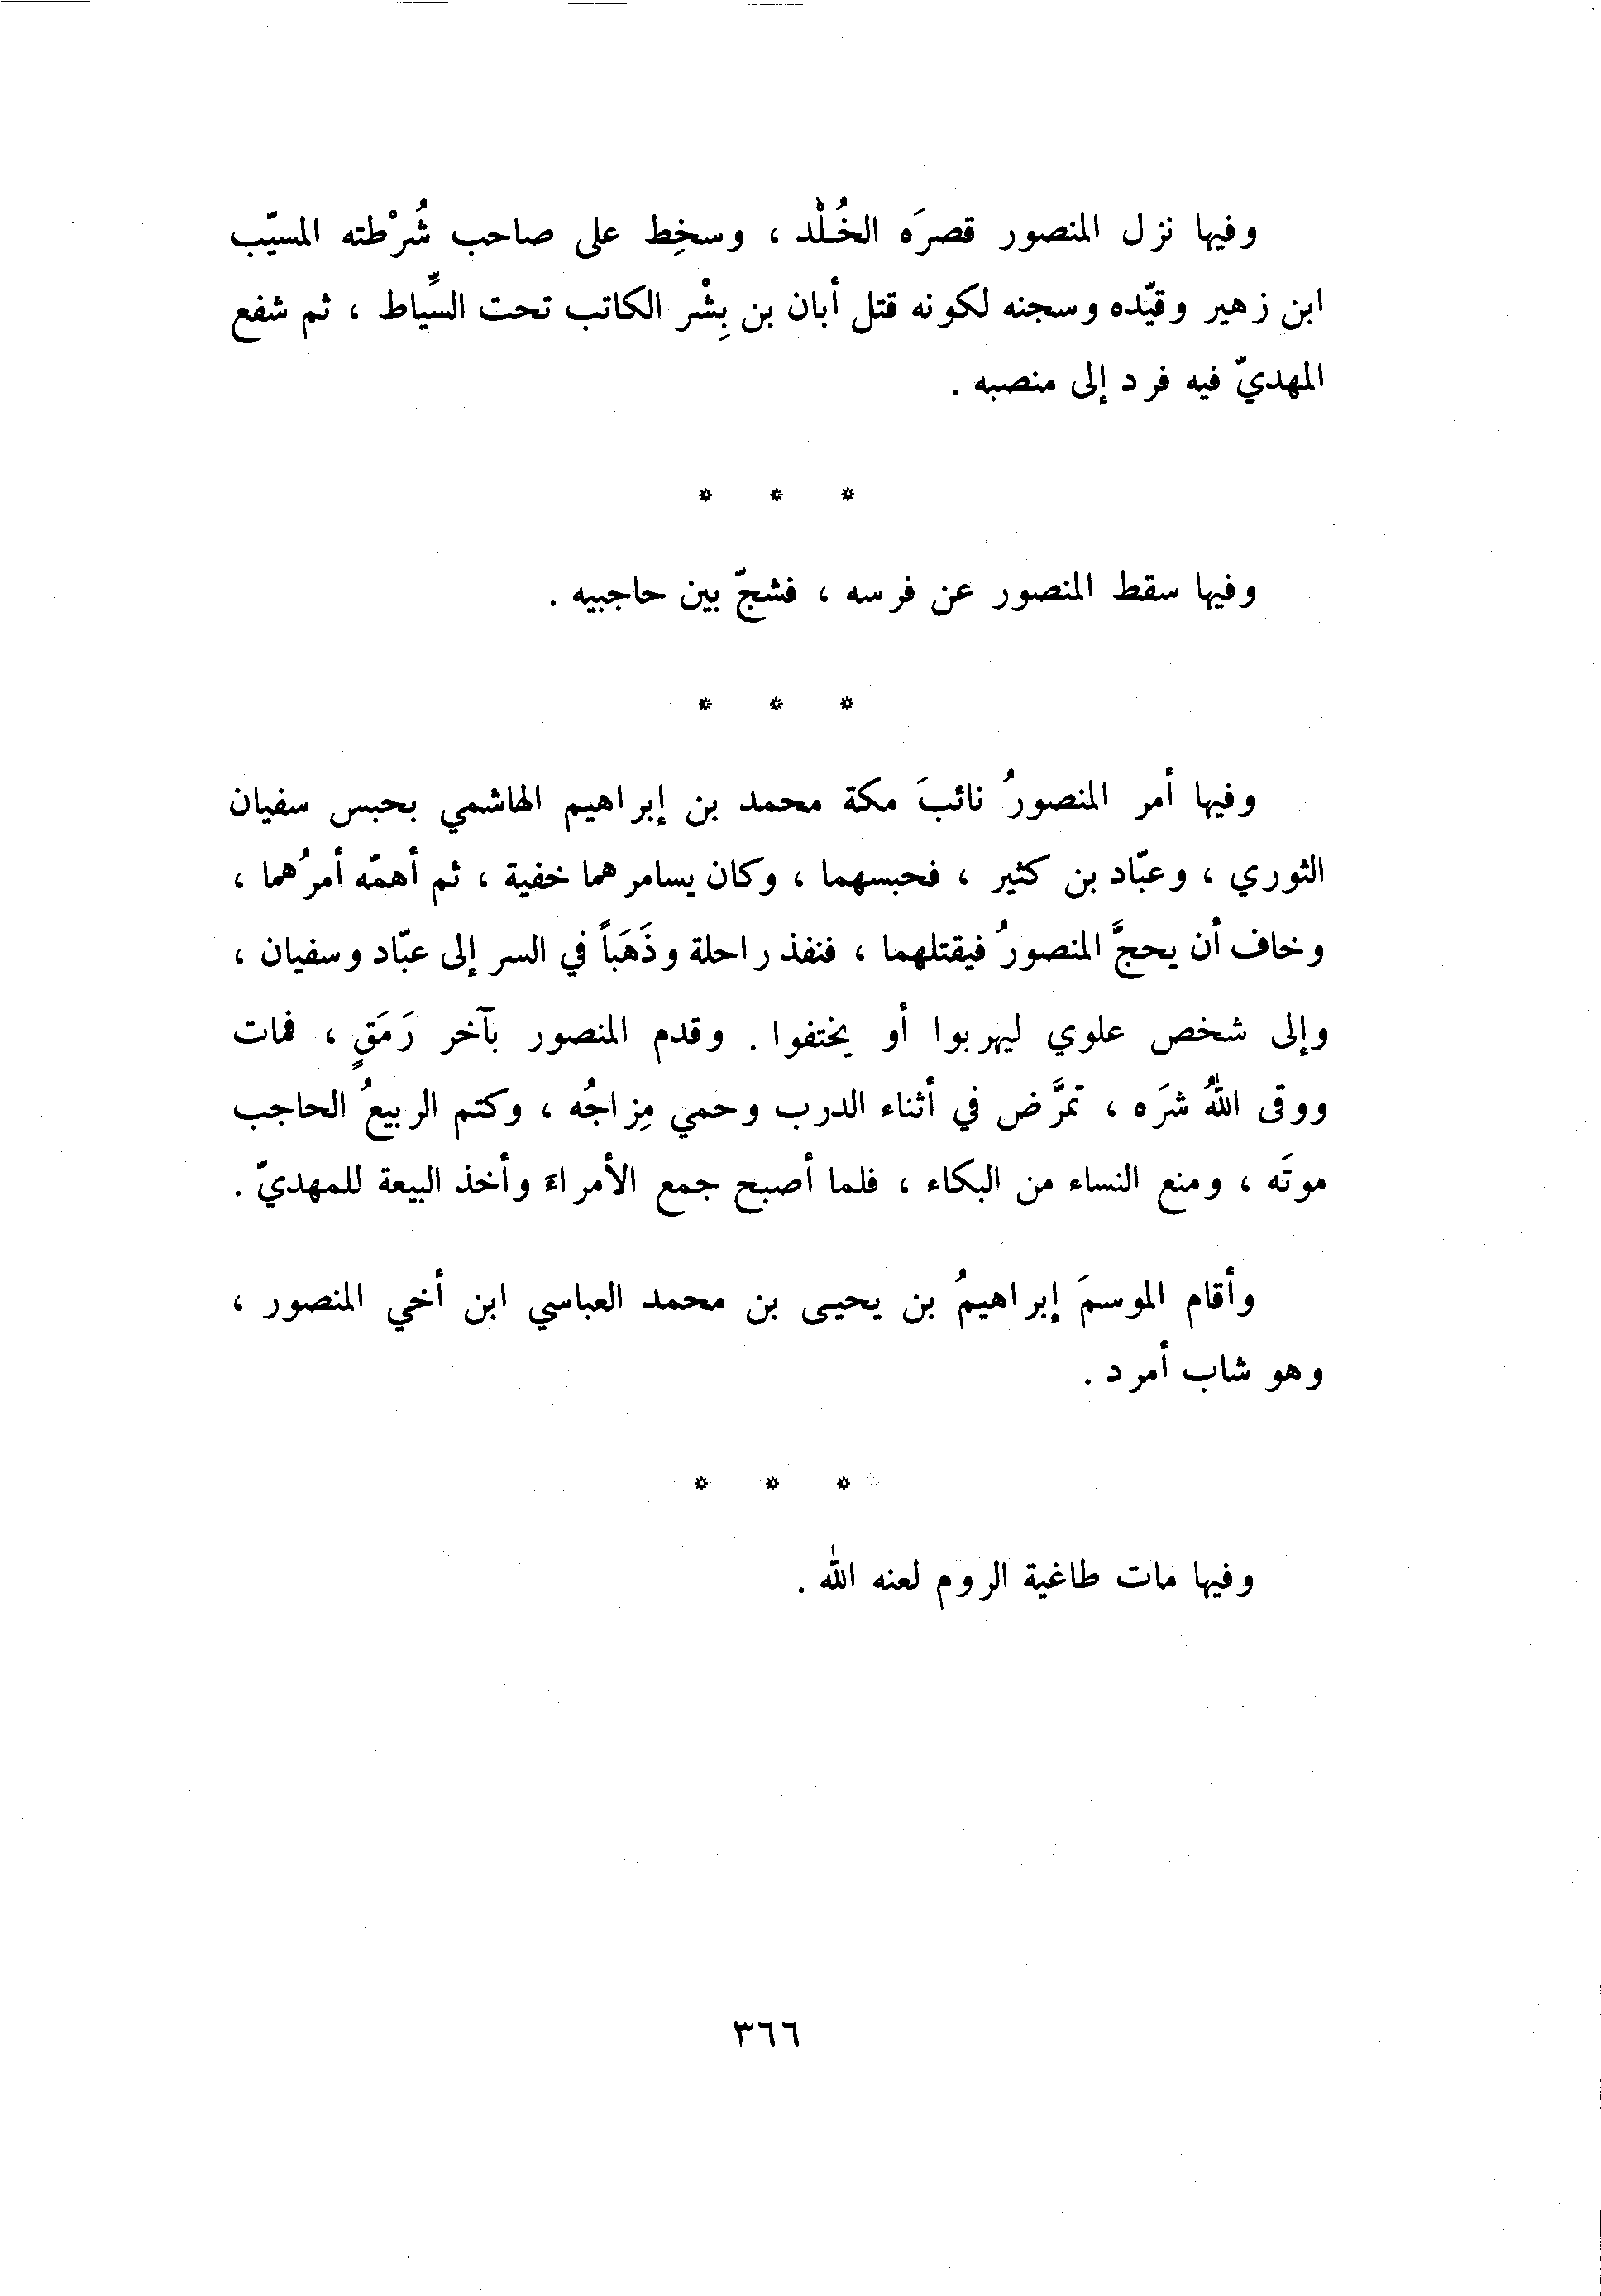 وفيها نزل المنصور قصرَه الخُلْد ، وسخِط على صاحب شُرْطته المسيّب
ابن زهير وقيّده وسجنه لكونه قتل أبان بن بِشْر الكاتب تحت السِّياط ، ثم شفع
المهديّ فيه فرد إلى منصبه .
* * *
وفيها سقط المنصور عن فرسه ، فشجّ بين حاجبيه .
* * *
وفيها أمر المنصورُ نائبَ مكة محمد بن إبراهيم الهاشمي بحبس سفيان
الثوري ، وعبّاد بن كثير ، فحبسهما ، وكان يسامرهما خفية ، ثم أهمّه أمرُهما ،
وخاف أن يحجَّ المنصورُ فيقتلهما ، فنفذ راحلة وذَهَباً في السر إلى عبّاد وسفيان ،
وإلى شخص علوي ليهربوا أو يختفوا . وقدم المنصور بآخر رَمَقٍ ، فمات
ووقى اللهُ شرَه ، تمرَّض في أثناء الدرب وحمي مِزاجُه ، وكتم الربيعُ الحاجب
موتَه ، ومنع النساء من البكاء ، فلما أصبح جمع الأمراءَ وأخذ البيعة للمهديّ .
وأقام الموسمَ إبراهيمُ بن يحيى بن محمد العباسي ابن أخي المنصور ،
وهو شاب أمرد .
* * *
وفيها مات طاغية الروم لعنه الله .
٣٦٦